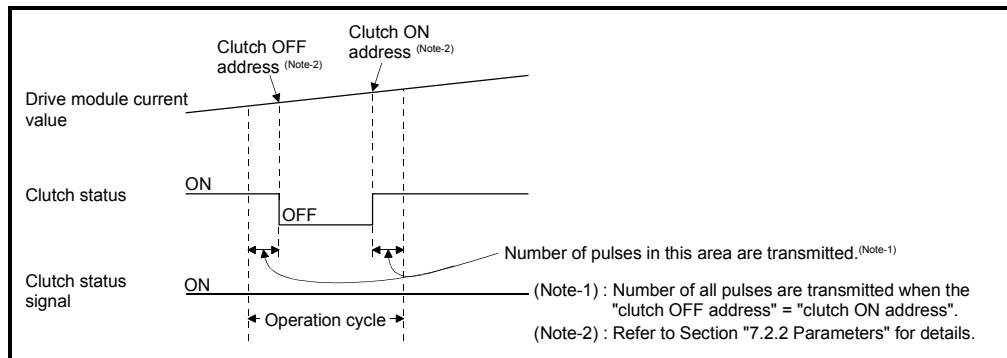 Clutch OFF
address (Note-2)
Clutch ON
address (Note-2)
Drive module current
value
Clutch status
ON
OFF
Number of pulses in this area are transmitted.(Note-1)
Clutch status
signal
ON
Operation cycle
(Note-1) : Number of all pulses are transmitted when the
"clutch OFF address" = "clutch ON address".
(Note-2) : Refer to Section "7.2.2 Parameters" for details.